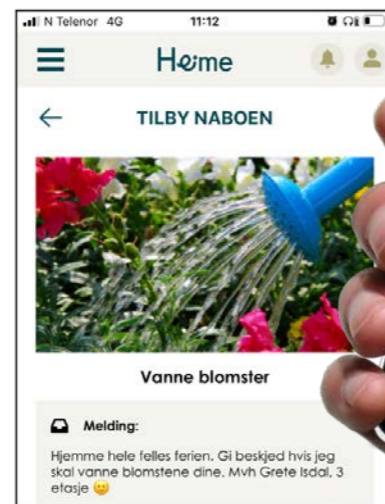 N Telenor 4G 11:12
Heime
TILBY NABOEN
Vanne blomster
Melding:
Hjemme hele felles ferien. Gi beskjed hvis jeg
skal vanne blomstene dine. Mvh Grete Isdal, 3
etasje 🙂